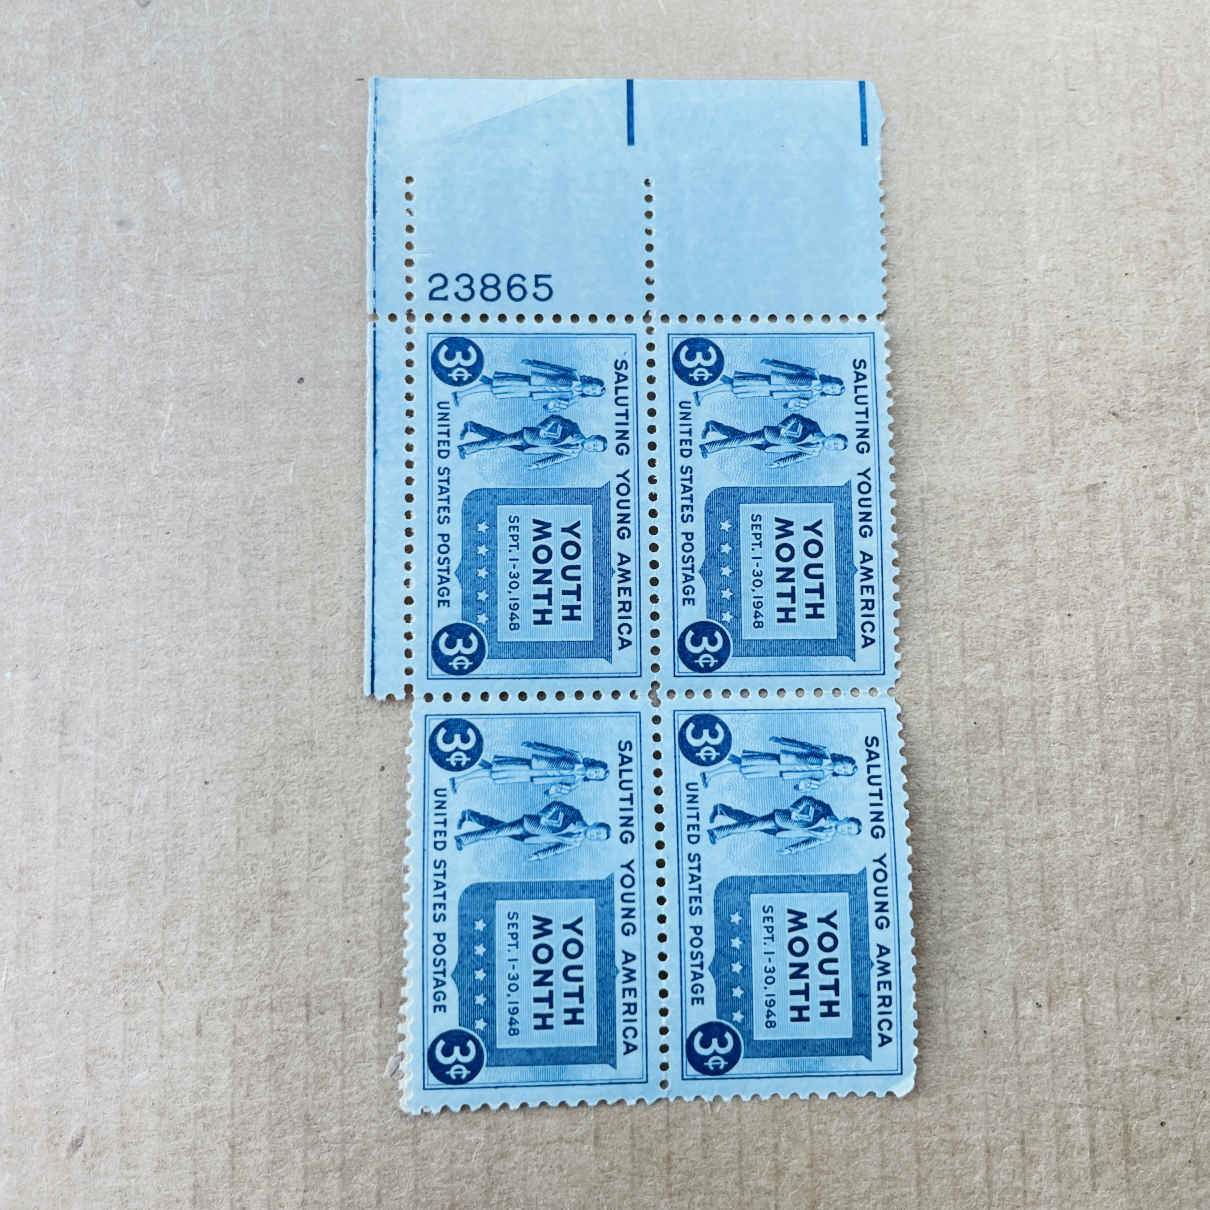 23865
SALUTING YOUNG AMERICA
YOUTH
MONTH
SEPT. 1-30, 1948
3¢ UNITED STATES POSTAGE 3¢
SALUTING YOUNG AMERICA
YOUTH
MONTH
SEPT. 1-30, 1948
3¢ UNITED STATES POSTAGE 3¢
SALUTING YOUNG AMERICA
YOUTH
MONTH
SEPT. 1-30, 1948
3¢ UNITED STATES POSTAGE 3¢
SALUTING YOUNG AMERICA
YOUTH
MONTH
SEPT. 1-30, 1948
3¢ UNITED STATES POSTAGE 3¢